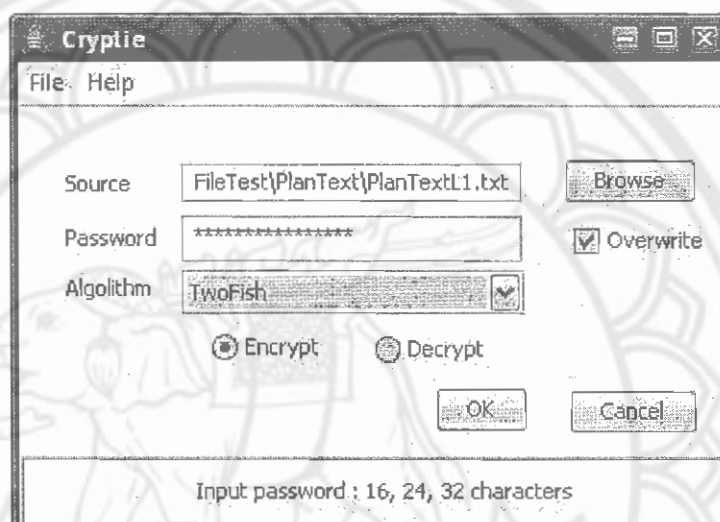 Cryptie
File Help
Source FileTest\PlanText\PlanTextL1.txt Browse
Password **************** Overwrite
Algolithm TwoFish
Encrypt Decrypt
OK Cancel
Input password : 16, 24, 32 characters